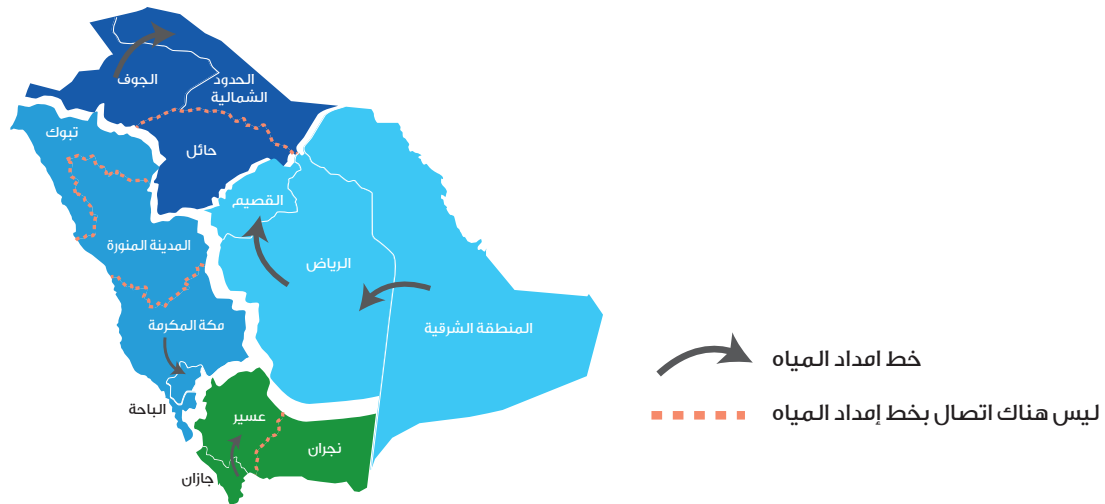 الجوف
الحدود
الشمالية
تبوك
حائل
القصيم
المدينة المنورة
الرياض
مكة المكرمة
المنطقة الشرقية
الباحة
عسير
نجران
جازان
خط امداد المياه
ليس هناك اتصال بخط إمداد المياه